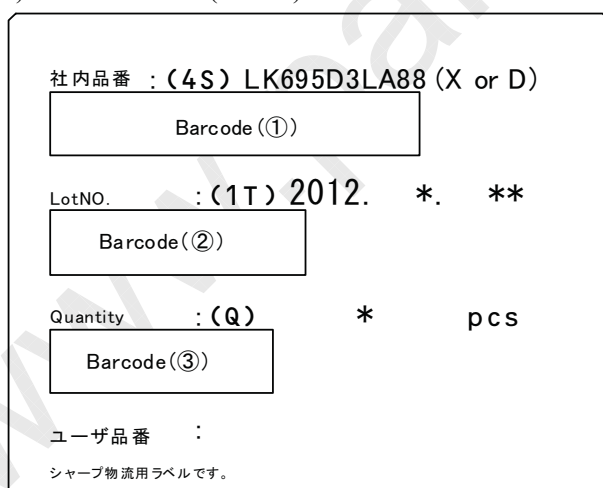 社内品番 : (4S) LK695D3LA88 (X or D)
Barcode(①)
LotNO. : (1T) 2012. *. **
Barcode(②)
Quantity : (Q) * pcs
Barcode(③)
ユーザ品番 :
シャープ物流用ラベルです。